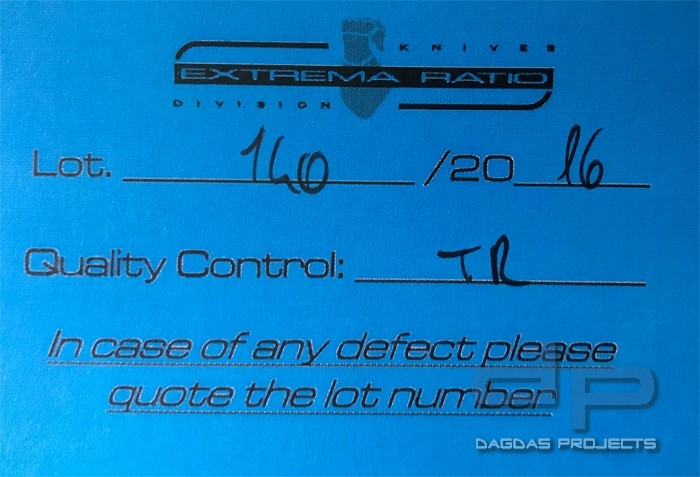 KNIVES
EXTREMA RATIO
DIVISION
Lot. 140 /20 16
Quality Control: TR
In case of any defect please
quote the lot number
DP
DAGDAS PROJECTS